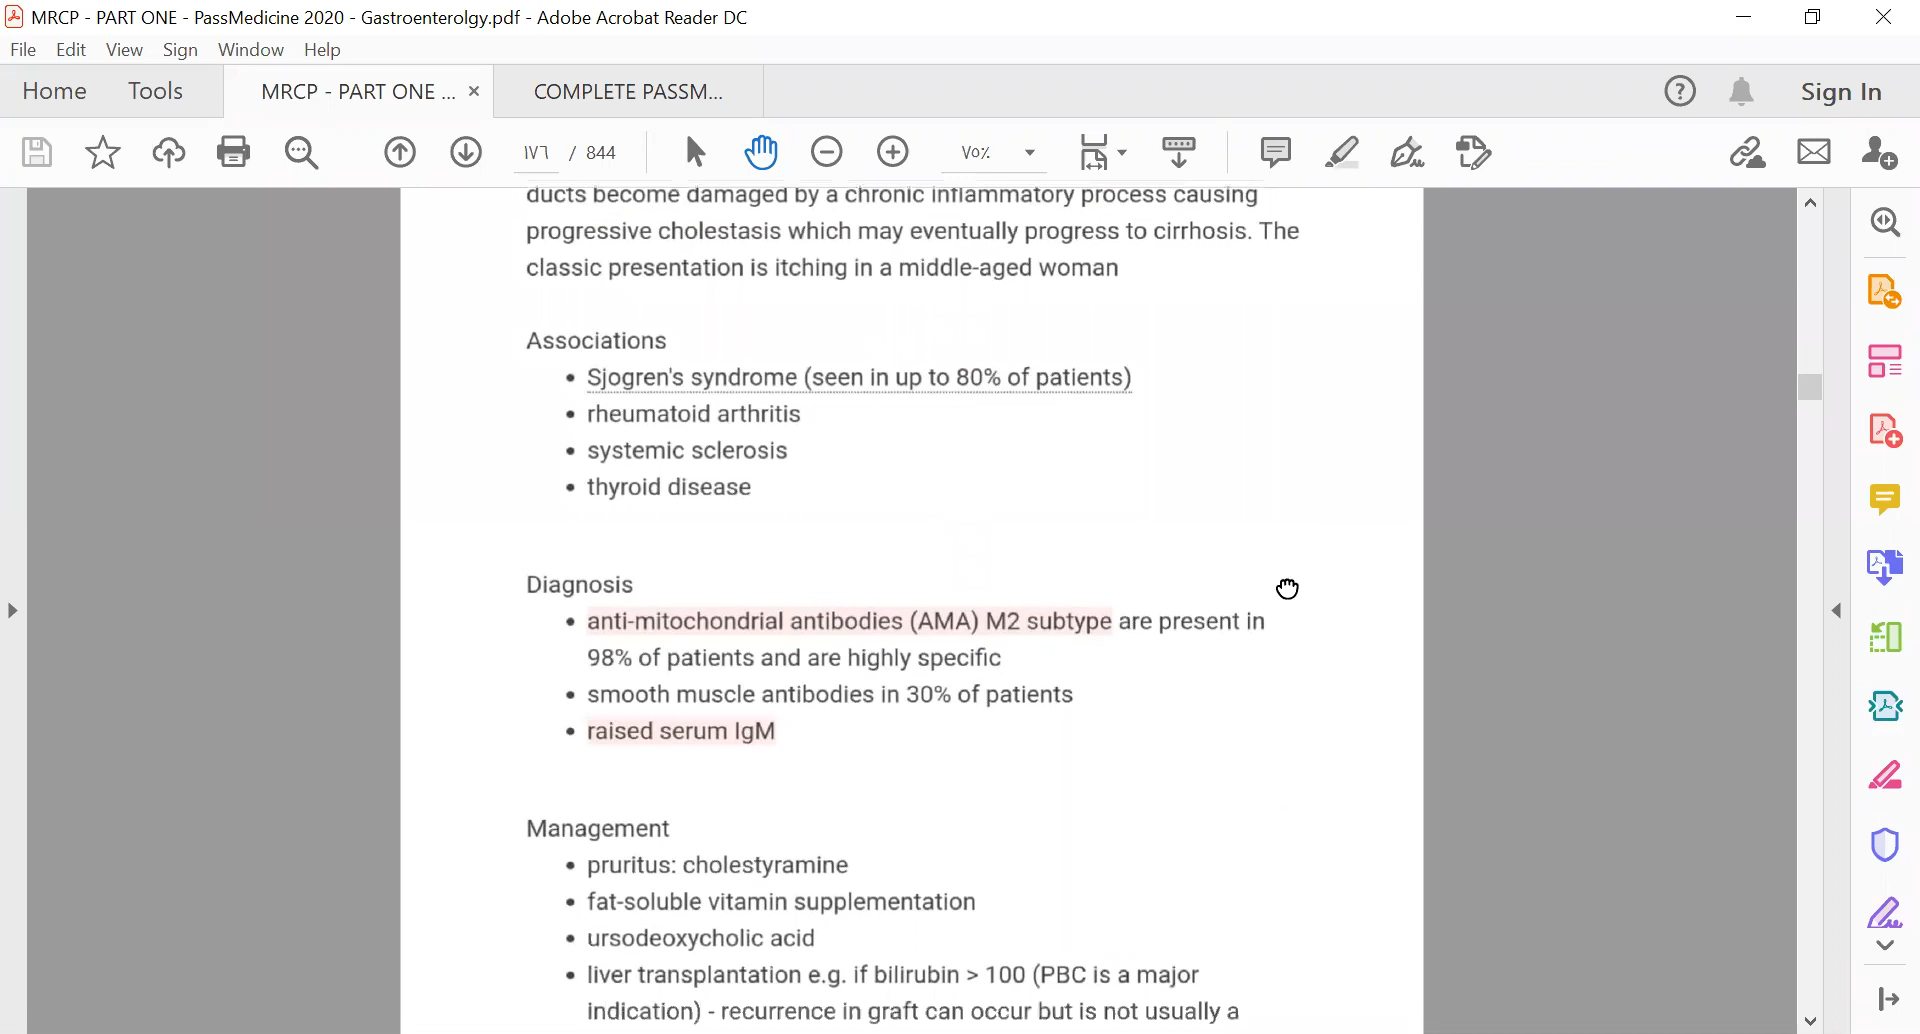 MRCP - PART ONE - PassMedicine 2020 - Gastroenterolgy.pdf - Adobe Acrobat Reader DC
File Edit View Sign Window Help
Home Tools MRCP - PART ONE ... × COMPLETE PASSM... Sign In
١٧٦ / 844 ٧٥٪
ducts become damaged by a chronic inflammatory process causing
progressive cholestasis which may eventually progress to cirrhosis. The
classic presentation is itching in a middle-aged woman
Associations
• Sjogren's syndrome (seen in up to 80% of patients)
• rheumatoid arthritis
• systemic sclerosis
• thyroid disease
Diagnosis
• anti-mitochondrial antibodies (AMA) M2 subtype are present in
98% of patients and are highly specific
• smooth muscle antibodies in 30% of patients
• raised serum IgM
Management
• pruritus: cholestyramine
• fat-soluble vitamin supplementation
• ursodeoxycholic acid
• liver transplantation e.g. if bilirubin > 100 (PBC is a major
indication) - recurrence in graft can occur but is not usually a